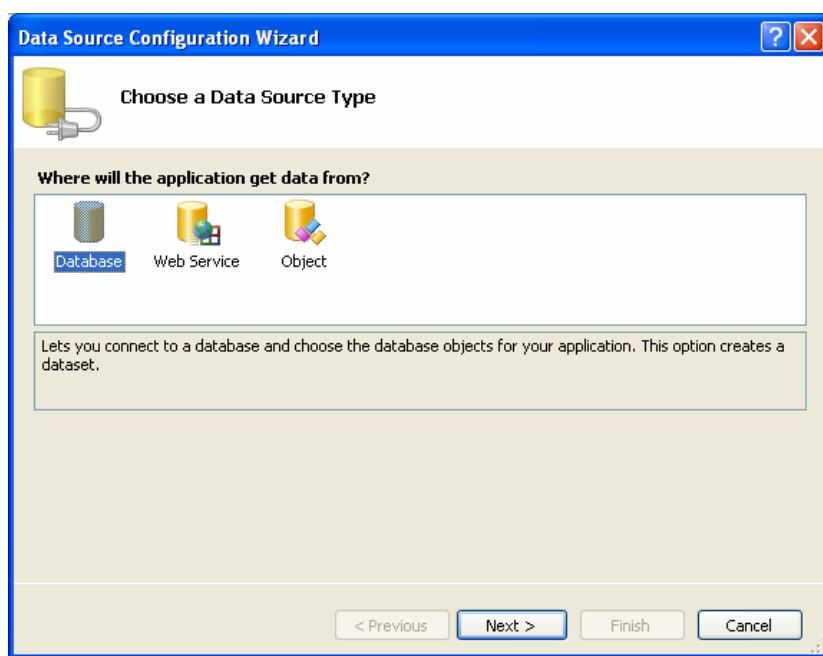 Data Source Configuration Wizard
Choose a Data Source Type
Where will the application get data from?
Database Web Service Object
Lets you connect to a database and choose the database objects for your application. This option creates a
dataset.
< Previous Next > Finish Cancel